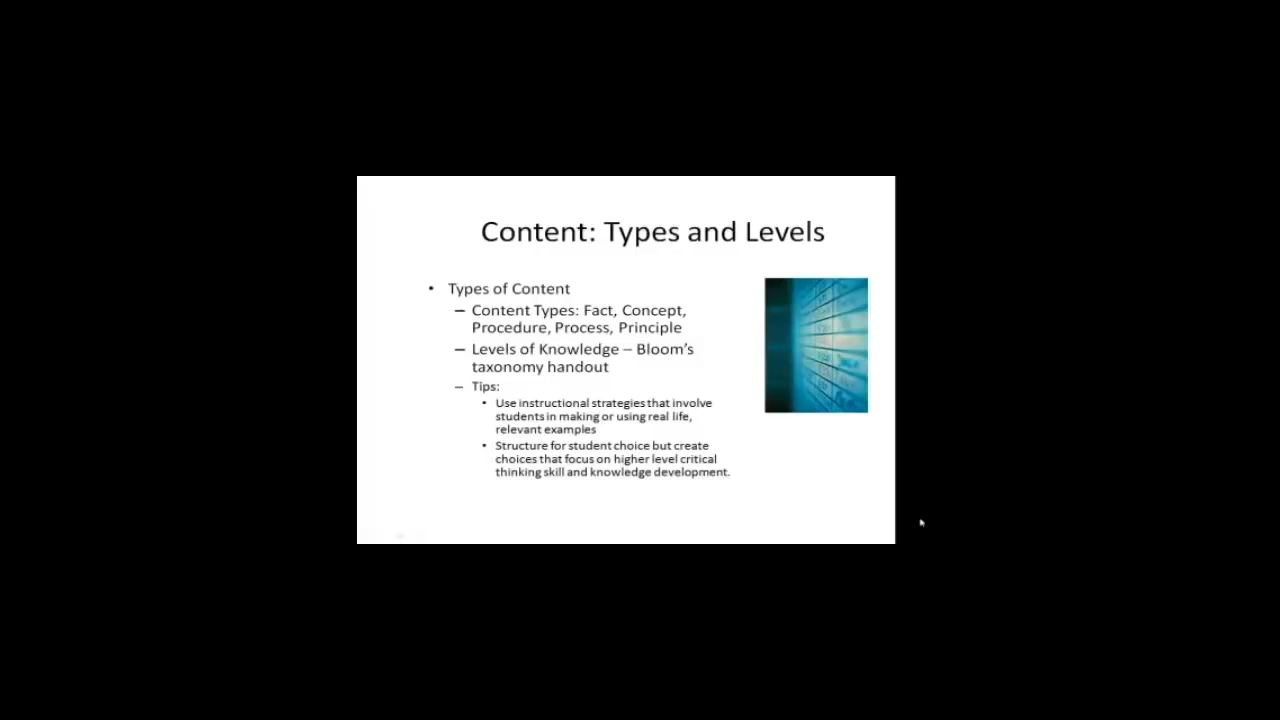 Content: Types and Levels
• Types of Content
– Content Types: Fact, Concept,
Procedure, Process, Principle
– Levels of Knowledge – Bloom's
taxonomy handout
– Tips:
• Use instructional strategies that involve
students in making or using real life,
relevant examples
• Structure for student choice but create
choices that focus on higher level critical
thinking skill and knowledge development.